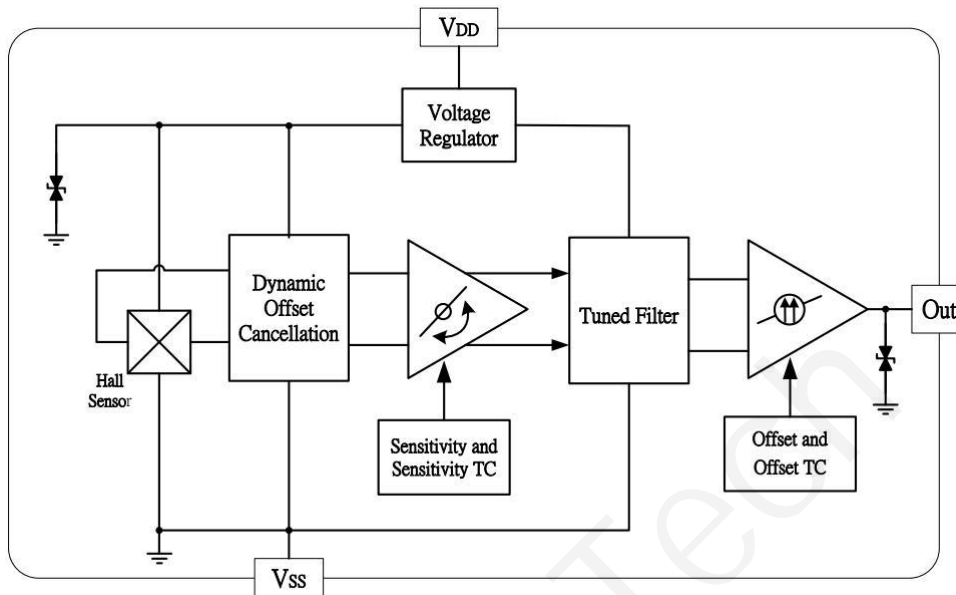 VDD
Voltage
Regulator
Dynamic
Offset
Cancellation
Tuned Filter
Out
Hall
Sensor
Sensitivity and
Sensitivity TC
Offset and
Offset TC
VSS
Tech